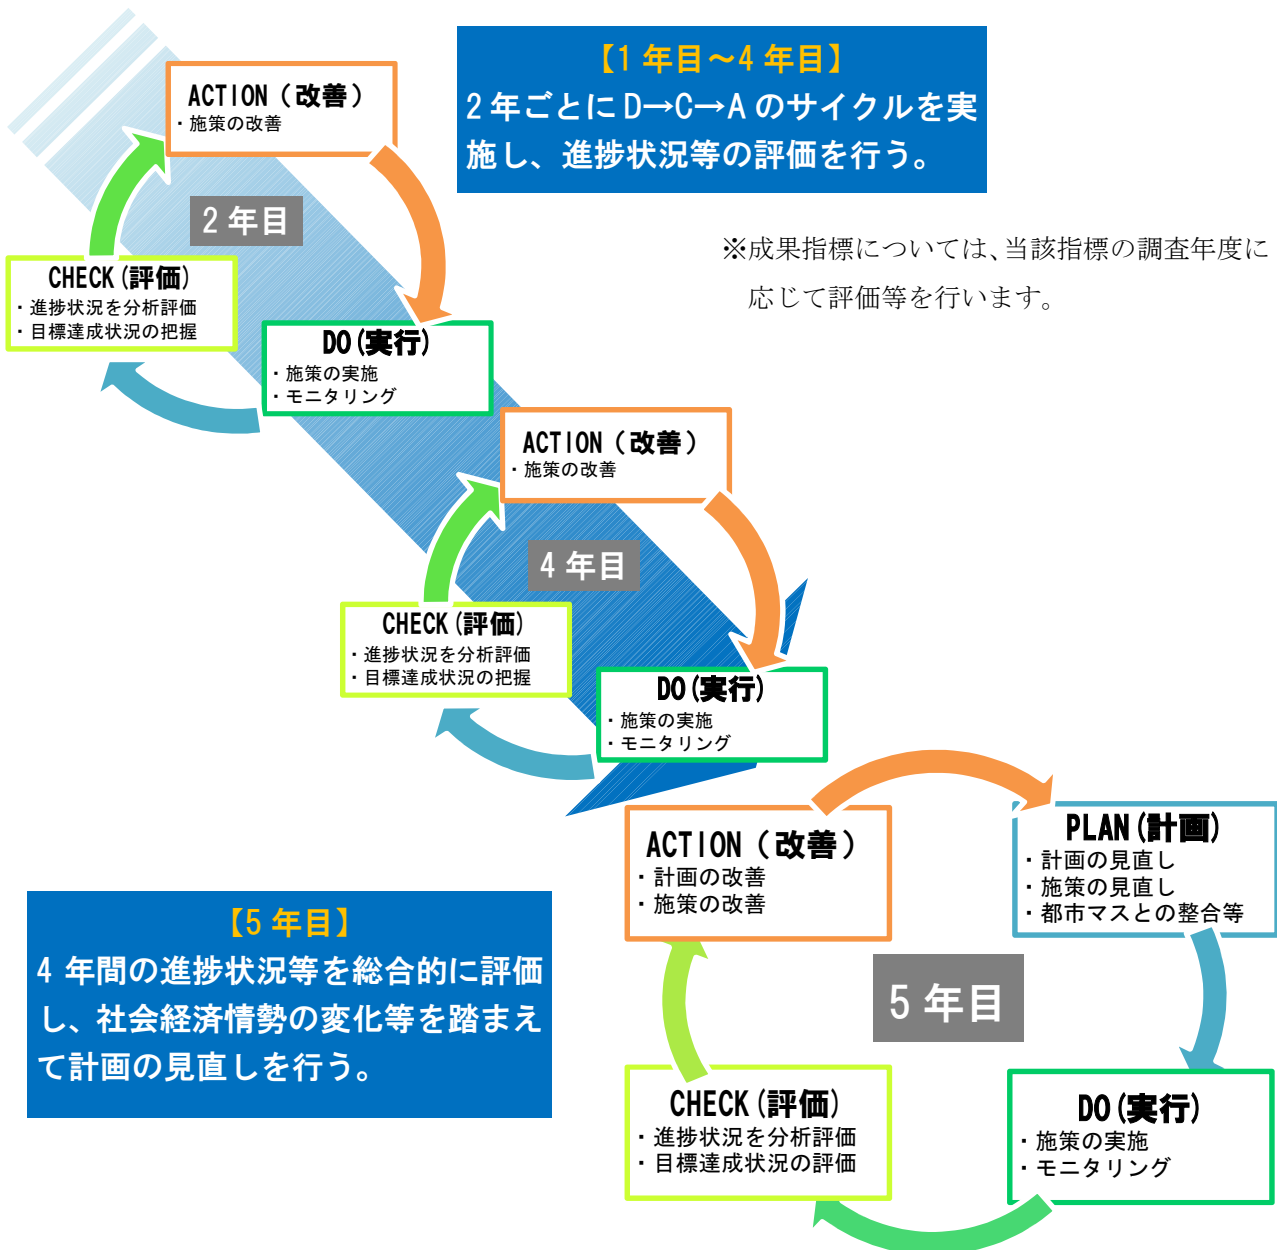 【1年目～4年目】
2年ごとにD→C→Aのサイクルを実
施し、進捗状況等の評価を行う。
※成果指標については、当該指標の調査年度に
応じて評価等を行います。
ACTION（改善）
・施策の改善
2年目
CHECK(評価)
・進捗状況を分析評価
・目標達成状況の把握
DO(実行)
・施策の実施
・モニタリング
ACTION（改善）
・施策の改善
4年目
CHECK(評価)
・進捗状況を分析評価
・目標達成状況の把握
DO(実行)
・施策の実施
・モニタリング
【5年目】
4年間の進捗状況等を総合的に評価
し、社会経済情勢の変化等を踏まえ
て計画の見直しを行う。
ACTION（改善）
・計画の改善
・施策の改善
PLAN(計画)
・計画の見直し
・施策の見直し
・都市マスとの整合等
5年目
CHECK(評価)
・進捗状況を分析評価
・目標達成状況の評価
DO(実行)
・施策の実施
・モニタリング